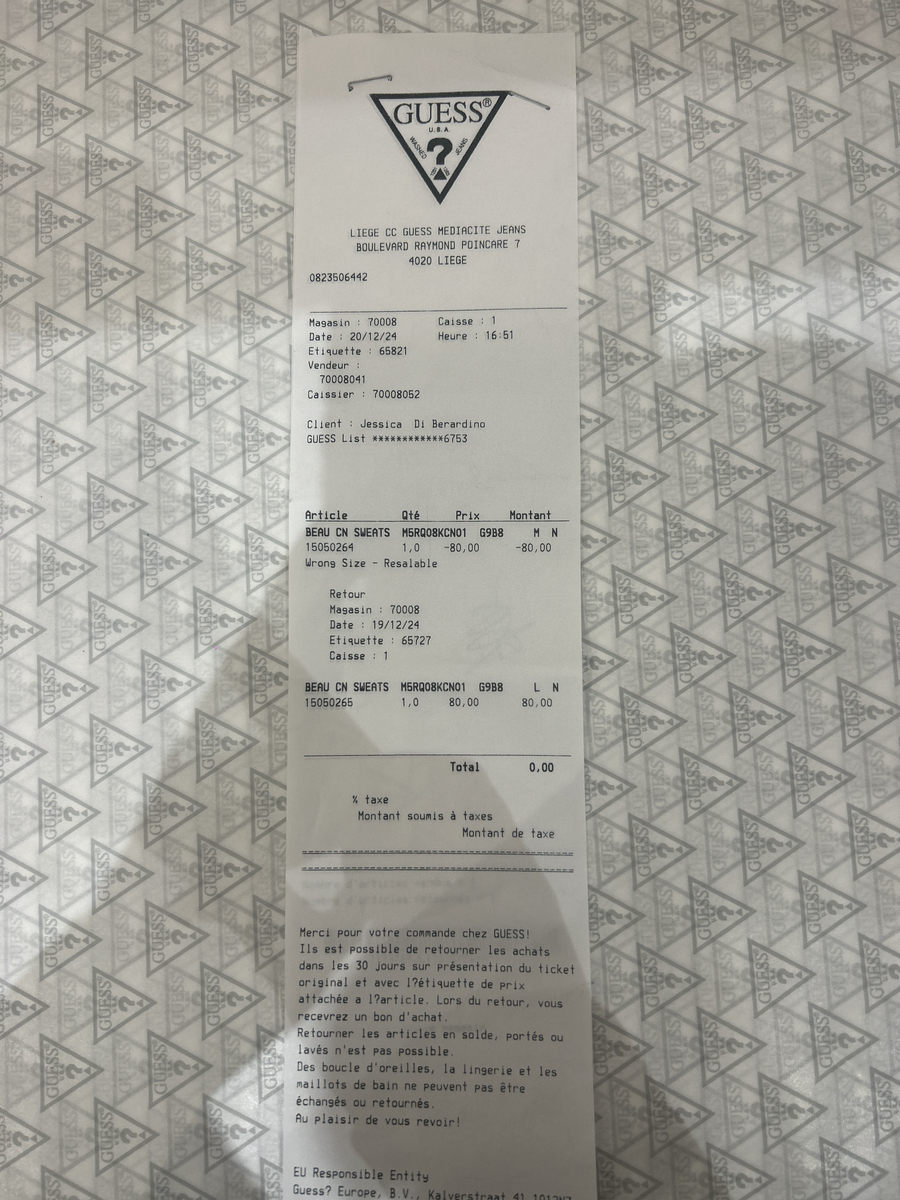 GUESS®
U.S.A.
WASHED ? JEANS
LIEGE CC GUESS MEDIACITE JEANS
BOULEVARD RAYMOND POINCARE 7
4020 LIEGE
0823506442
Magasin : 70008 Caisse : 1
Date : 20/12/24 Heure : 16:51
Etiquette : 65821
Vendeur :
70008041
Caissier : 70008052
Client : Jessica Di Berardino
GUESS List ************6753
Article Qté Prix Montant
BEAU CN SWEATS M5RQ08KCNO1 G9B8 M N
15050264 1,0 -80,00 -80,00
Wrong Size - Resalable
Retour
Magasin : 70008
Date : 19/12/24
Etiquette : 65727
Caisse : 1
BEAU CN SWEATS M5RQ08KCNO1 G9B8 L N
15050265 1,0 80,00 80,00
Total 0,00
% taxe
Montant soumis à taxes
Montant de taxe
Merci pour votre commande chez GUESS!
Ils est possible de retourner les achats
dans les 30 jours sur présentation du ticket
original et avec l?étiquette de prix
attachée a l?article. Lors du retour, vous
recevrez un bon d'achat.
Retourner les articles en solde, portés ou
lavés n'est pas possible.
Des boucle d'oreilles, la lingerie et les
maillots de bain ne peuvent pas être
échangés ou retournés.
Au plaisir de vous revoir!
EU Responsible Entity
Guess? Europe, B.V., Kalverstraat 41